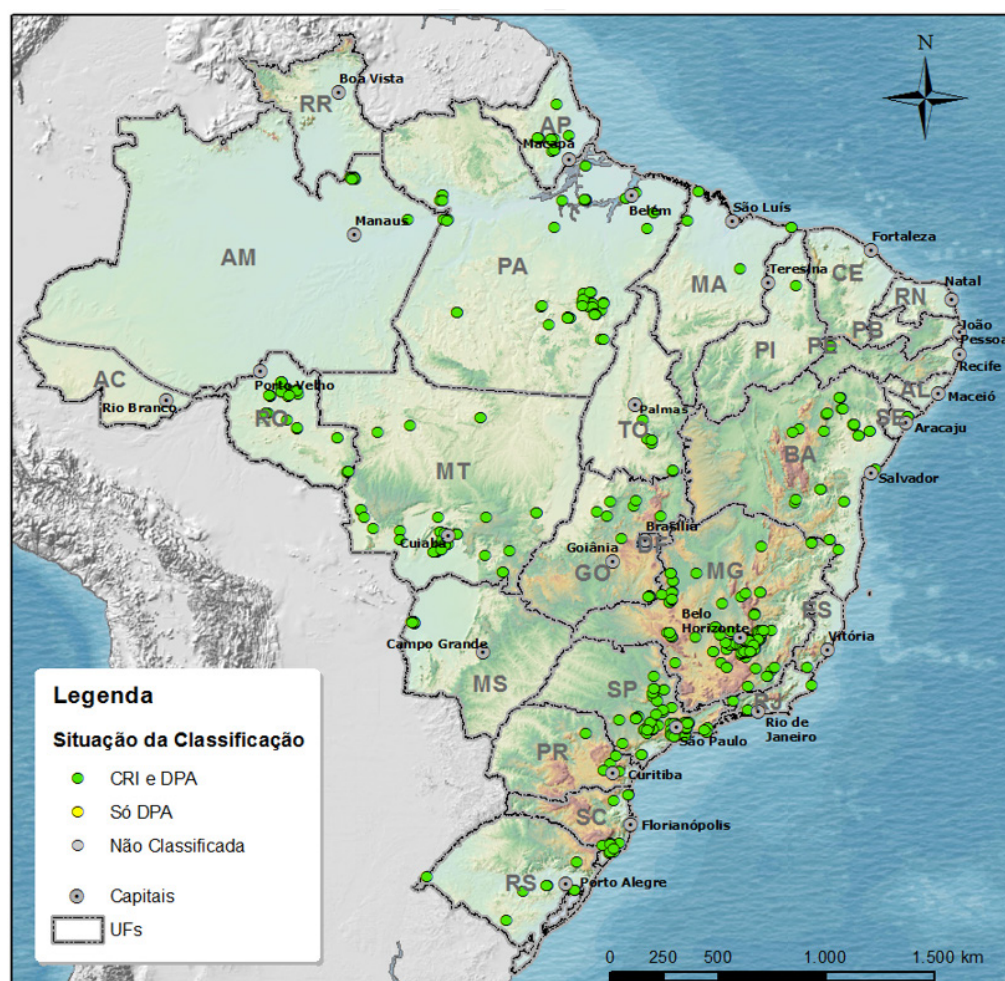 N
Boa Vista
RR
AP
Macapá
Belém
São Luís
Fortaleza
Manaus
AM
PA
MA
Teresina
CE
RN
Natal
PB
João
Pessoa
PI
PE
Recife
AC
Rio Branco
Porto Velho
RO
Palmas
TO
AL
Maceió
SE
Aracaju
MT
BA
Salvador
Cuiabá
Brasília
DF
Goiânia
GO
MG
ES
Belo
Horizonte
Vitória
Campo Grande
MS
SP
RJ
Rio de
Janeiro
São Paulo
PR
Curitiba
SC
Florianópolis
RS
Porto Alegre
Legenda
Situação da Classificação
CRI e DPA
Só DPA
Não Classificada
Capitais
UFs
0 250 500 1.000 1.500 km